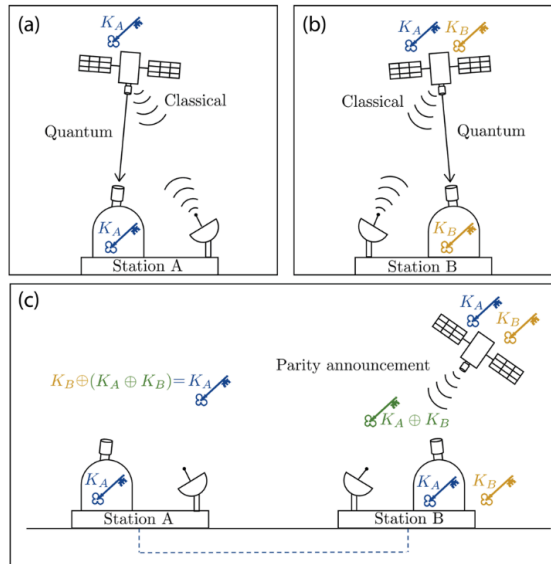 (a)
K_A
Classical
Quantum
K_A
Station A
(b)
K_A K_B
Classical
Quantum
K_B
Station B
(c)
K_A
K_B
Parity announcement
K_B⊕(K_A ⊕ K_B)=K_A
K_A ⊕ K_B
K_A
K_A K_B
Station A
Station B